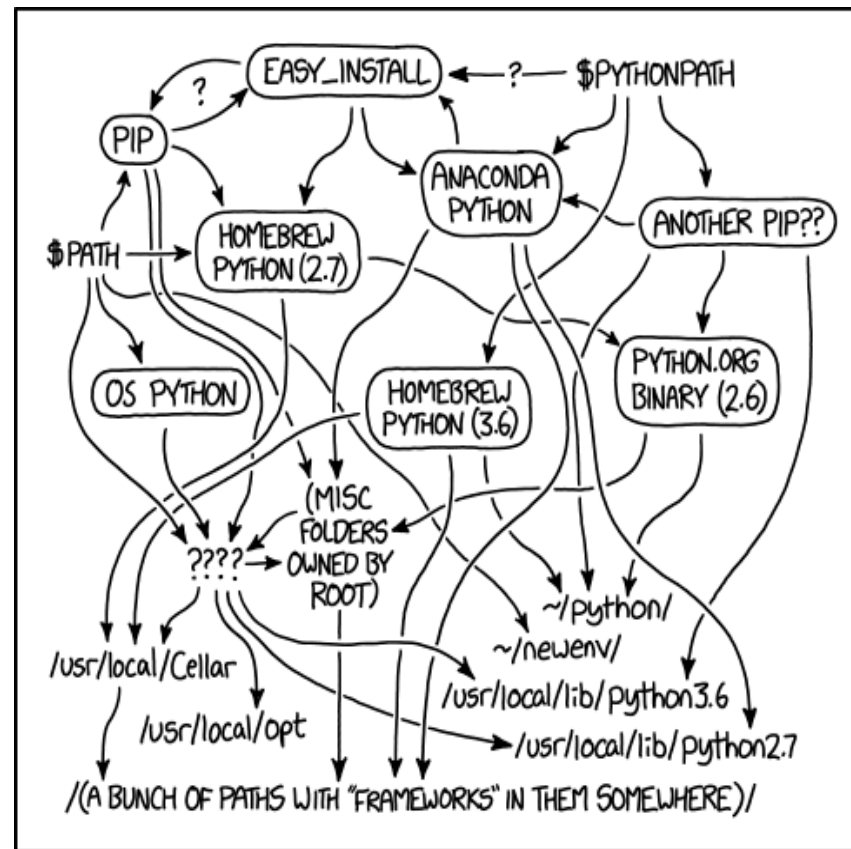 EASY_INSTALL
?
$PYTHONPATH
?
PIP
ANACONDA
PYTHON
ANOTHER PIP??
HOMEBREW
PYTHON (2.7)
$PATH
OS PYTHON
HOMEBREW
PYTHON (3.6)
PYTHON.ORG
BINARY (2.6)
(MISC
FOLDERS
OWNED BY
ROOT)
????
~/python/
~/newenv/
/usr/local/Cellar
/usr/local/lib/python3.6
/usr/local/opt
/usr/local/lib/python2.7
/(A BUNCH OF PATHS WITH "FRAMEWORKS" IN THEM SOMEWHERE)/